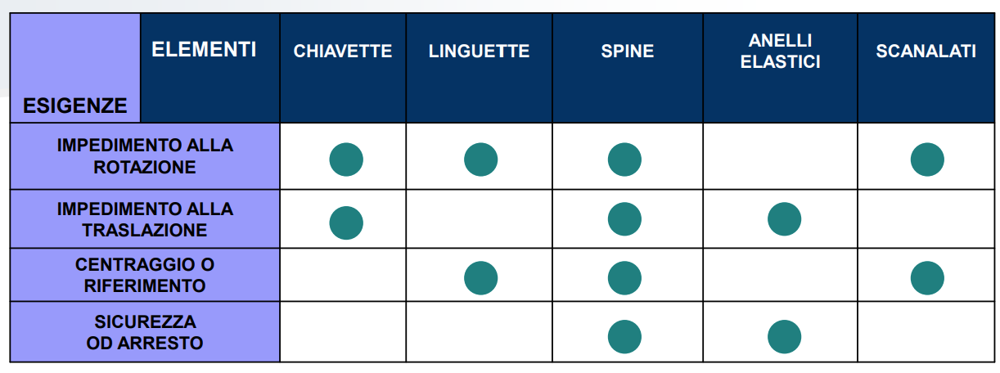 ELEMENTI
ESIGENZE
CHIAVETTE
LINGUETTE
SPINE
ANELLI
ELASTICI
SCANALATI
IMPEDIMENTO ALLA
ROTAZIONE
IMPEDIMENTO ALLA
TRASLAZIONE
CENTRAGGIO O
RIFERIMENTO
SICUREZZA
OD ARRESTO